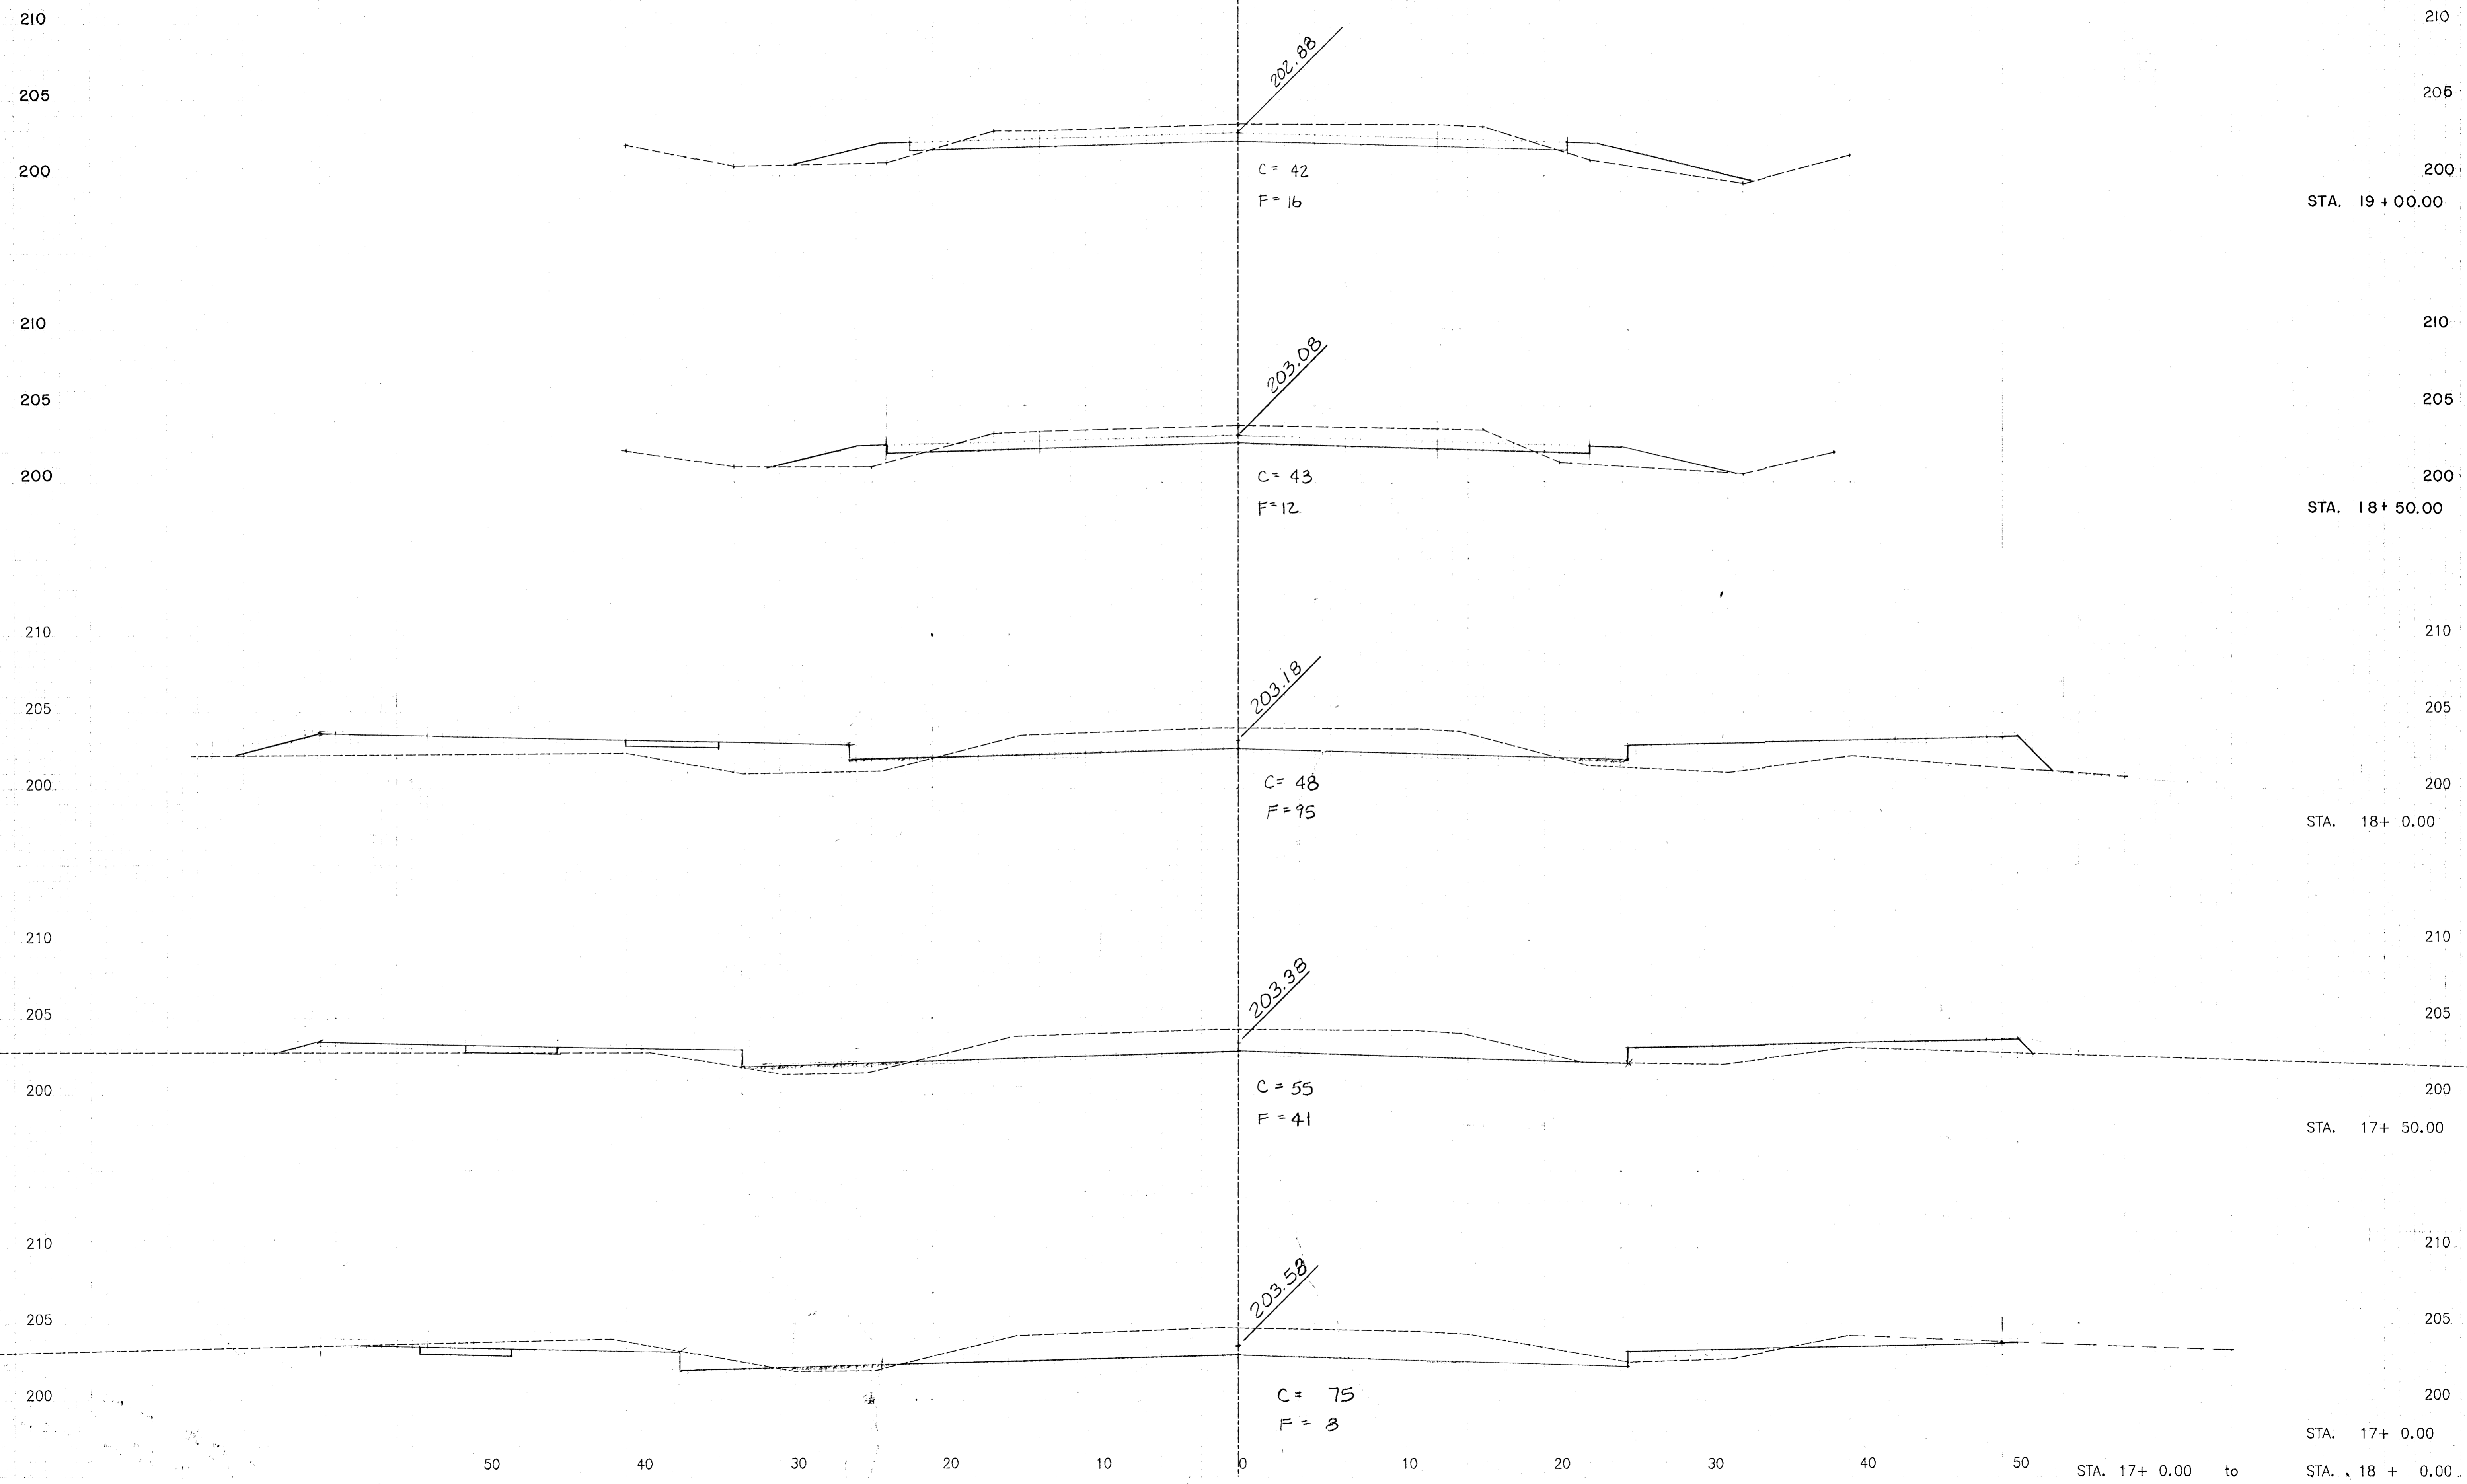 210 210
202.88
205 205
200 200
C = 42
F = 16
STA. 19 + 00.00
210 210
203.08
205 205
200 200
C = 43
F = 12
STA. 18 + 50.00
210 210
203.18
205 205
200 200
C = 48
F = 95
STA. 18+ 0.00
210 210
203.38
205 205
200 200
C = 55
F = 41
STA. 17+ 50.00
210 210
203.58
205 205
200 200
C = 75
F = 8
STA. 17+ 0.00
50 40 30 20 10 0 10 20 30 40 50
STA. 17+ 0.00 to STA. 18 + 0.00